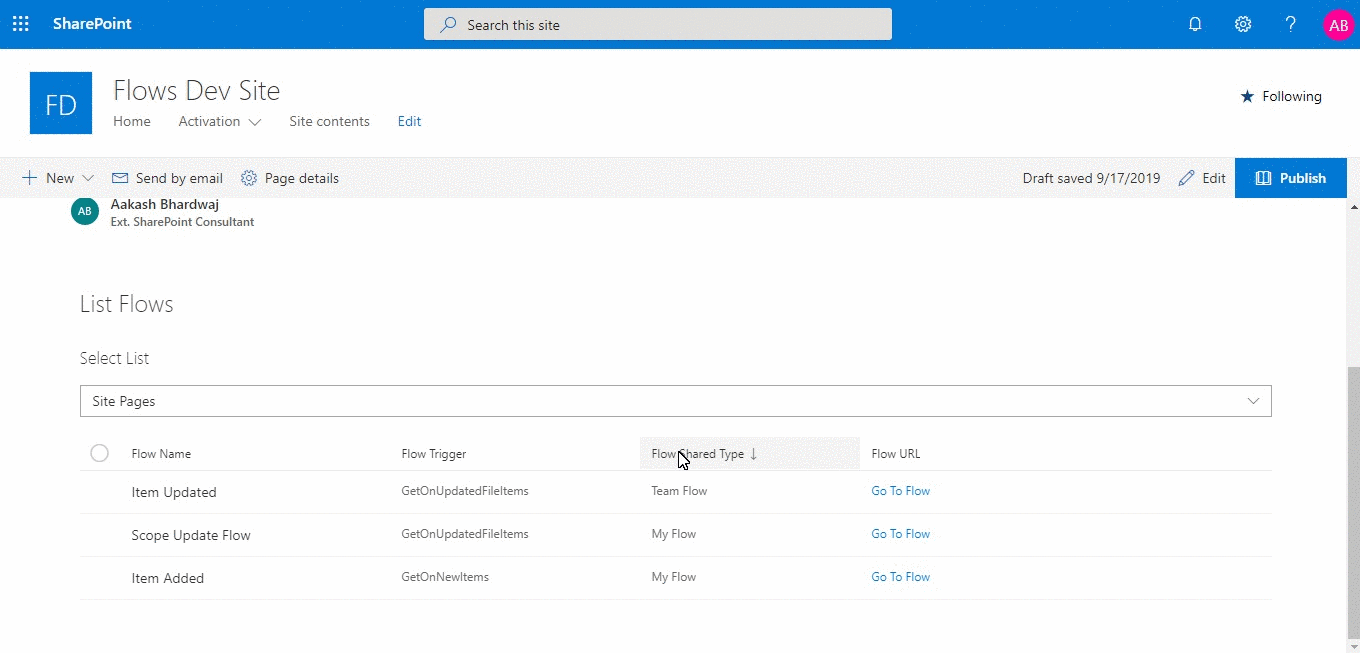 SharePoint
Search this site
AB
FD
Flows Dev Site
Home Activation Site contents Edit
Following
New Send by email Page details
Draft saved 9/17/2019 Edit Publish
AB
Aakash Bhardwaj
Ext. SharePoint Consultant
List Flows
Select List
Site Pages
Flow Name Flow Trigger Flow Shared Type ↓ Flow URL
Item Updated GetOnUpdatedFileItems Team Flow Go To Flow
Scope Update Flow GetOnUpdatedFileItems My Flow Go To Flow
Item Added GetOnNewItems My Flow Go To Flow